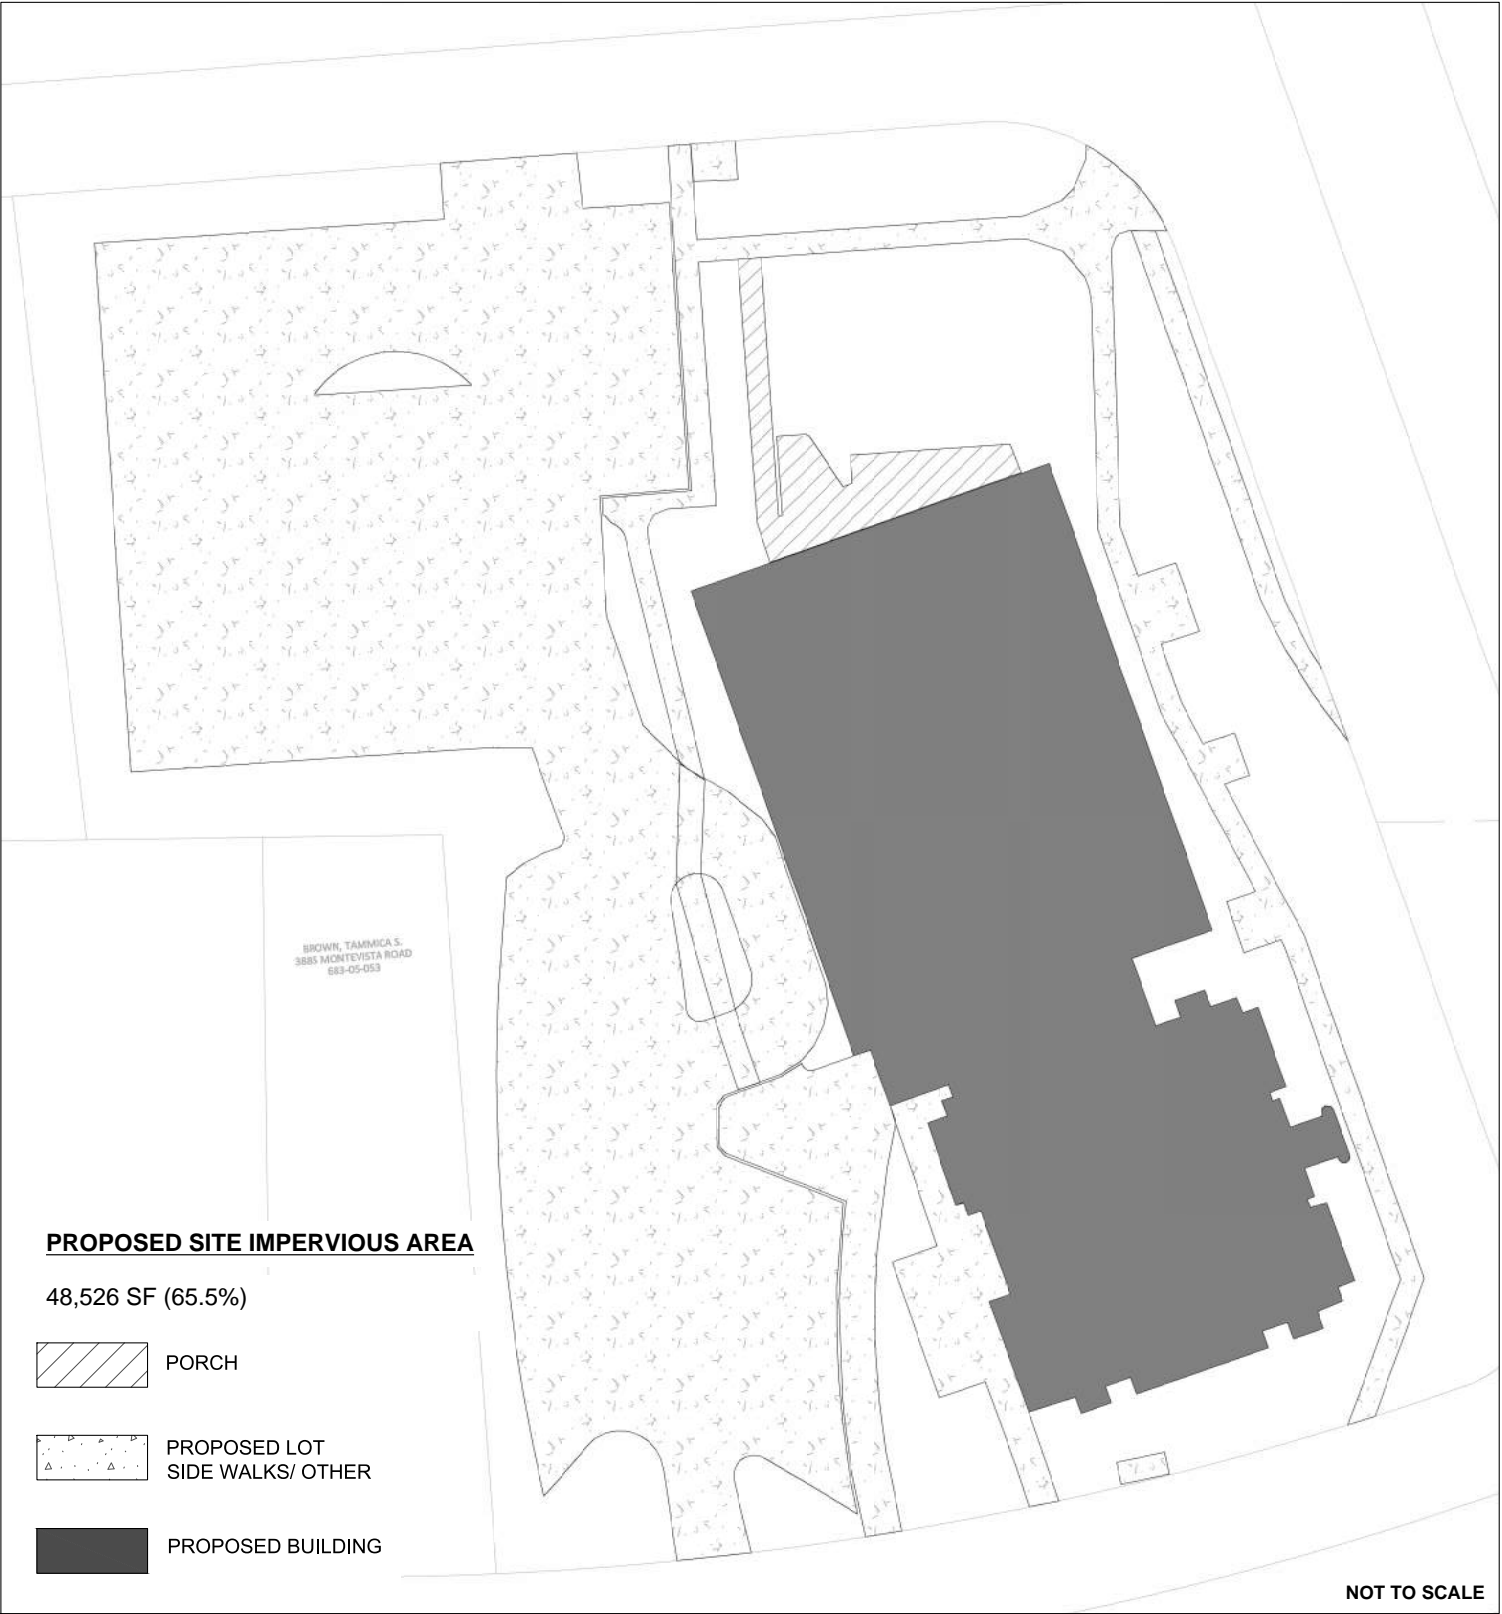 BROWN, TAMMICA S.
3885 MONTEVISTA ROAD
683-05-053
PROPOSED SITE IMPERVIOUS AREA
48,526 SF (65.5%)
PORCH
PROPOSED LOT
SIDE WALKS/ OTHER
PROPOSED BUILDING
NOT TO SCALE